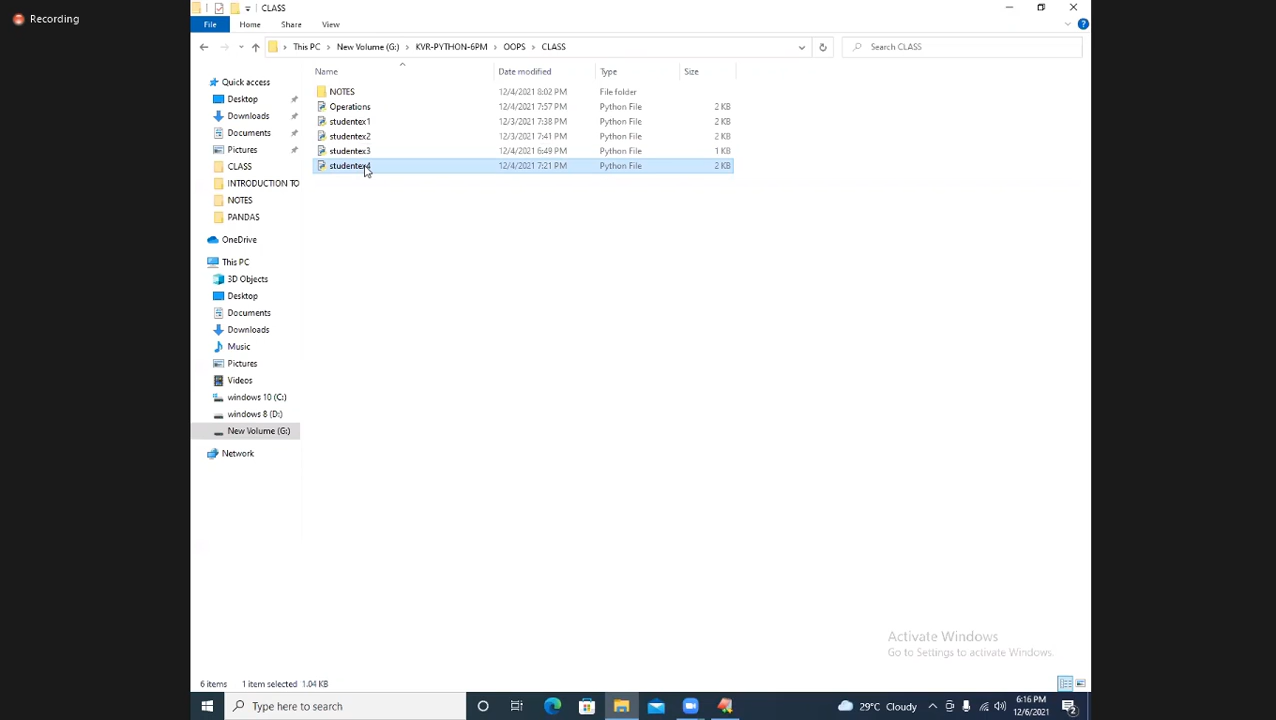 Recording
CLASS
File
Home
Share
View
This PC
New Volume (G:)
KVR-PYTHON-6PM
OOPS
CLASS
Search CLASS
Name
Date modified
Type
Size
NOTES
12/4/2021 8:02 PM
File folder
Operations
12/4/2021 7:57 PM
Python File
2 KB
studentex1
12/3/2021 7:38 PM
Python File
2 KB
studentex2
12/3/2021 7:41 PM
Python File
2 KB
studentex3
12/4/2021 6:49 PM
Python File
1 KB
studentex4
12/4/2021 7:21 PM
Python File
2 KB
Quick access
Desktop
Downloads
Documents
Pictures
CLASS
INTRODUCTION TO
NOTES
PANDAS
OneDrive
This PC
3D Objects
Desktop
Documents
Downloads
Music
Pictures
Videos
windows 10 (C:)
windows 8 (D:)
New Volume (G:)
Network
Activate Windows
Go to Settings to activate Windows.
6 items
1 item selected 1.04 KB
Type here to search
29°C Cloudy
6:16 PM
12/6/2021
2